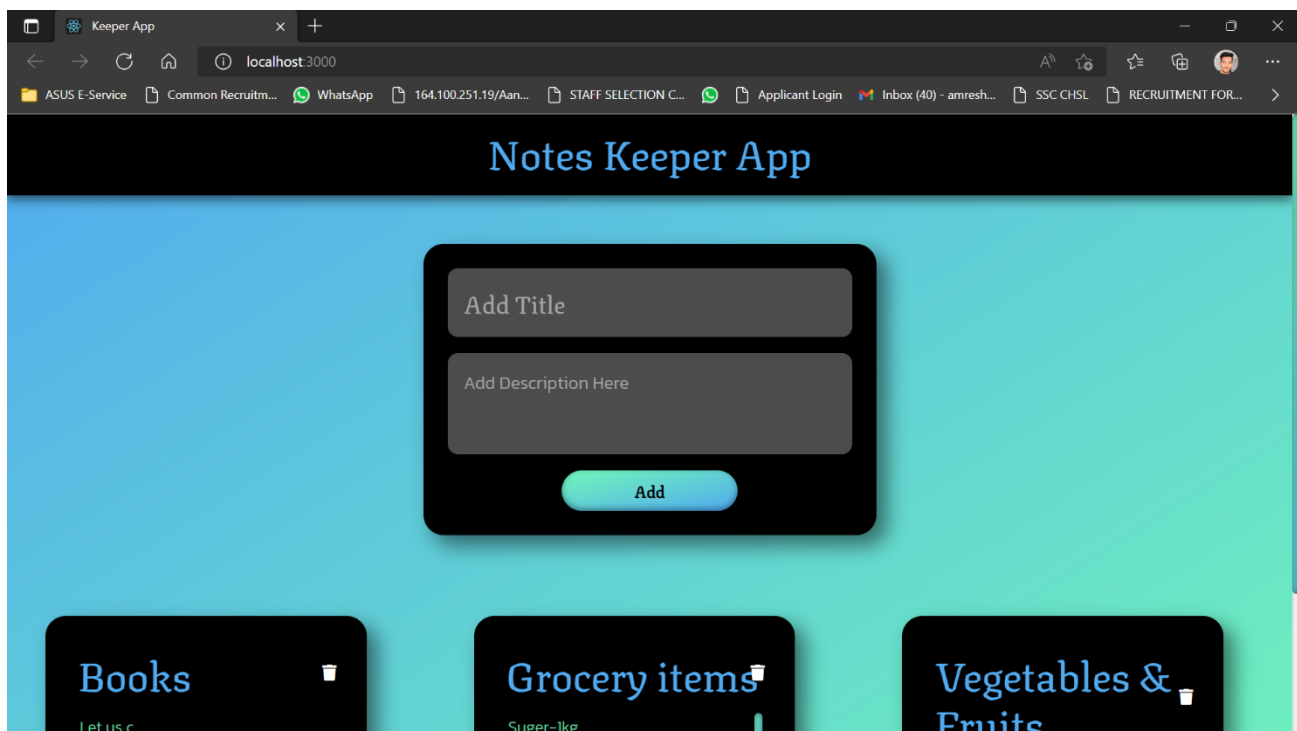 Keeper App
localhost:3000
ASUS E-Service Common Recruitm... WhatsApp 164.100.251.19/Aan... STAFF SELECTION C... Applicant Login Inbox (40) - amresh... SSC CHSL RECRUITMENT FOR...
Notes Keeper App
Add Title
Add Description Here
Add
Books
Let us c
Grocery items
Suger-1kg
Vegetables &
Fruits